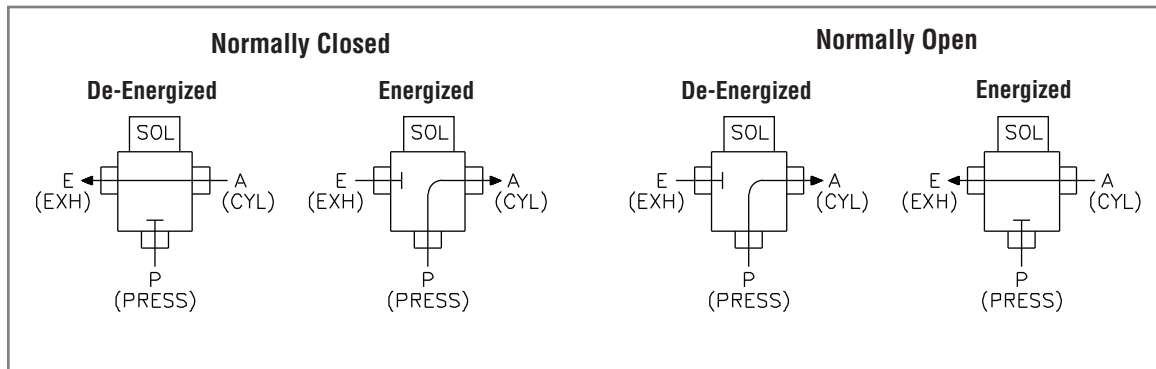 Normally Closed
De-Energized
SOL
E
(EXH)
A
(CYL)
P
(PRESS)
Energized
SOL
E
(EXH)
A
(CYL)
P
(PRESS)
Normally Open
De-Energized
SOL
E
(EXH)
A
(CYL)
P
(PRESS)
Energized
SOL
E
(EXH)
A
(CYL)
P
(PRESS)